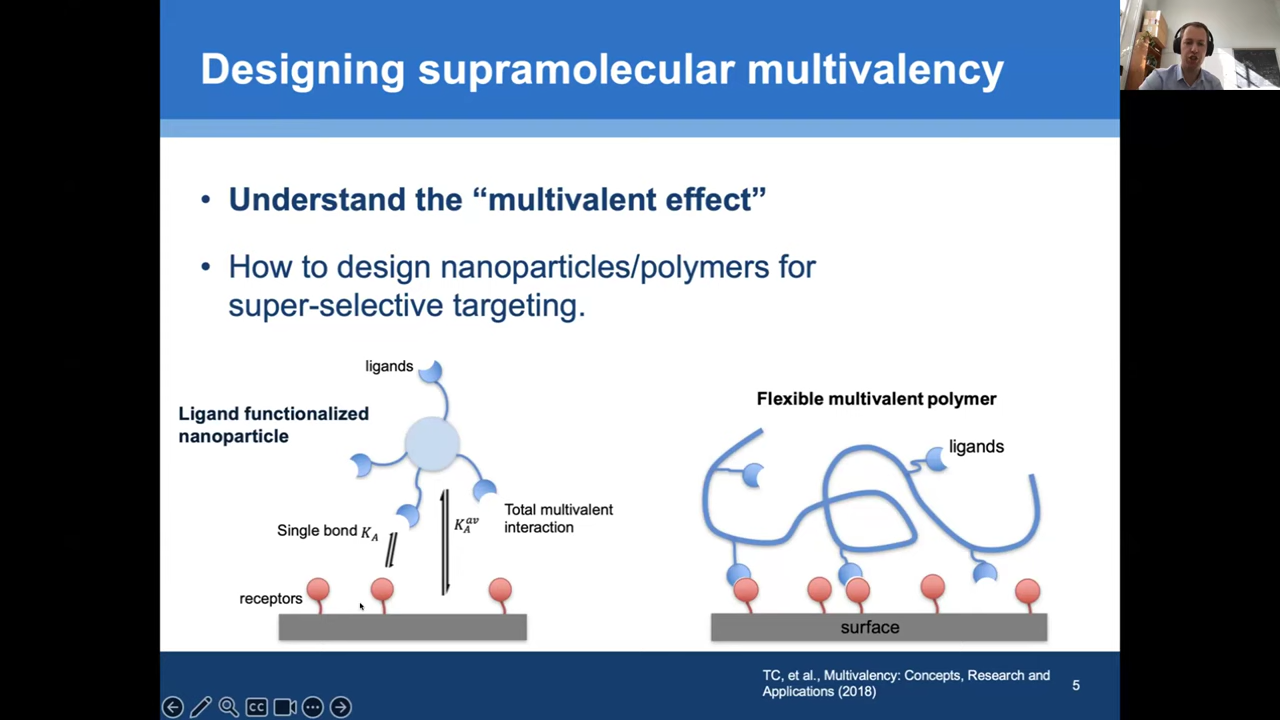 Designing supramolecular multivalency
• Understand the “multivalent effect”
• How to design nanoparticles/polymers for
super-selective targeting.
ligands
Ligand functionalized
nanoparticle
Single bond K_A
K_A^{av}
Total multivalent
interaction
receptors
Flexible multivalent polymer
ligands
surface
TC, et al., Multivalency: Concepts, Research and
Applications (2018)
5
CC